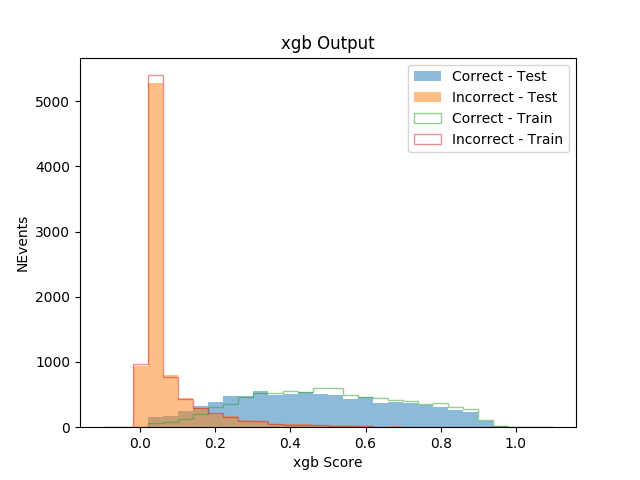 xgb Output
Correct - Test
Incorrect - Test
Correct - Train
Incorrect - Train
NEvents
5000
4000
3000
2000
1000
0
0.0 0.2 0.4 0.6 0.8 1.0
xgb Score